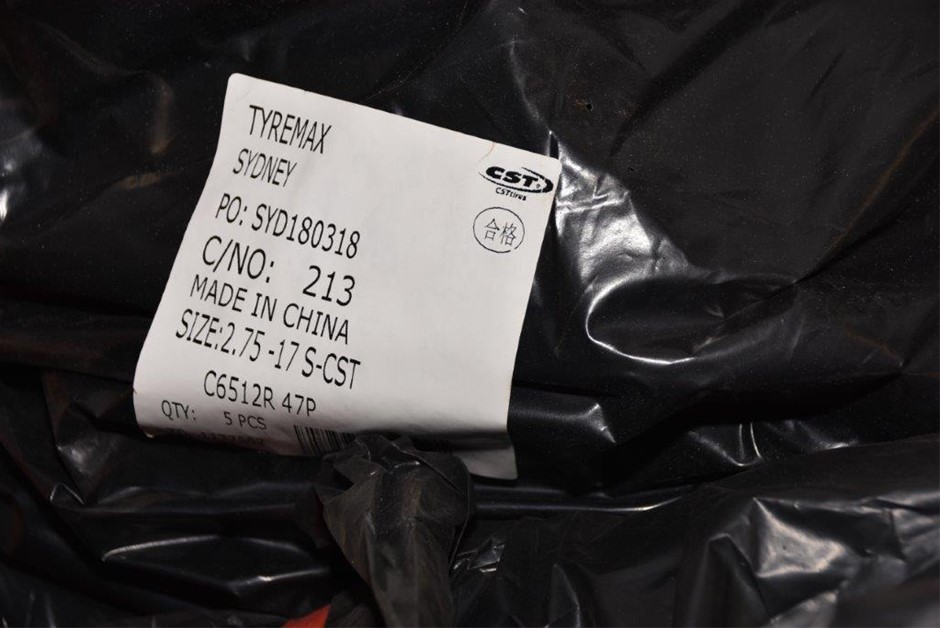 TYREMAX
SYDNEY
CST
CSTtires
合格
PO: SYD180318
C/NO: 213
MADE IN CHINA
SIZE:2.75 -17 S-CST
C6512R 47P
QTY: 5 PCS